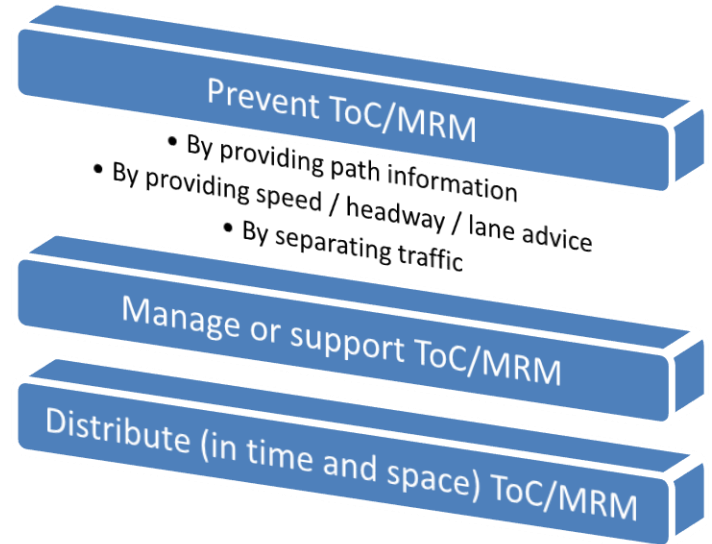 Prevent ToC/MRM
• By providing path information
• By providing speed / headway / lane advice
• By separating traffic
Manage or support ToC/MRM
Distribute (in time and space) ToC/MRM